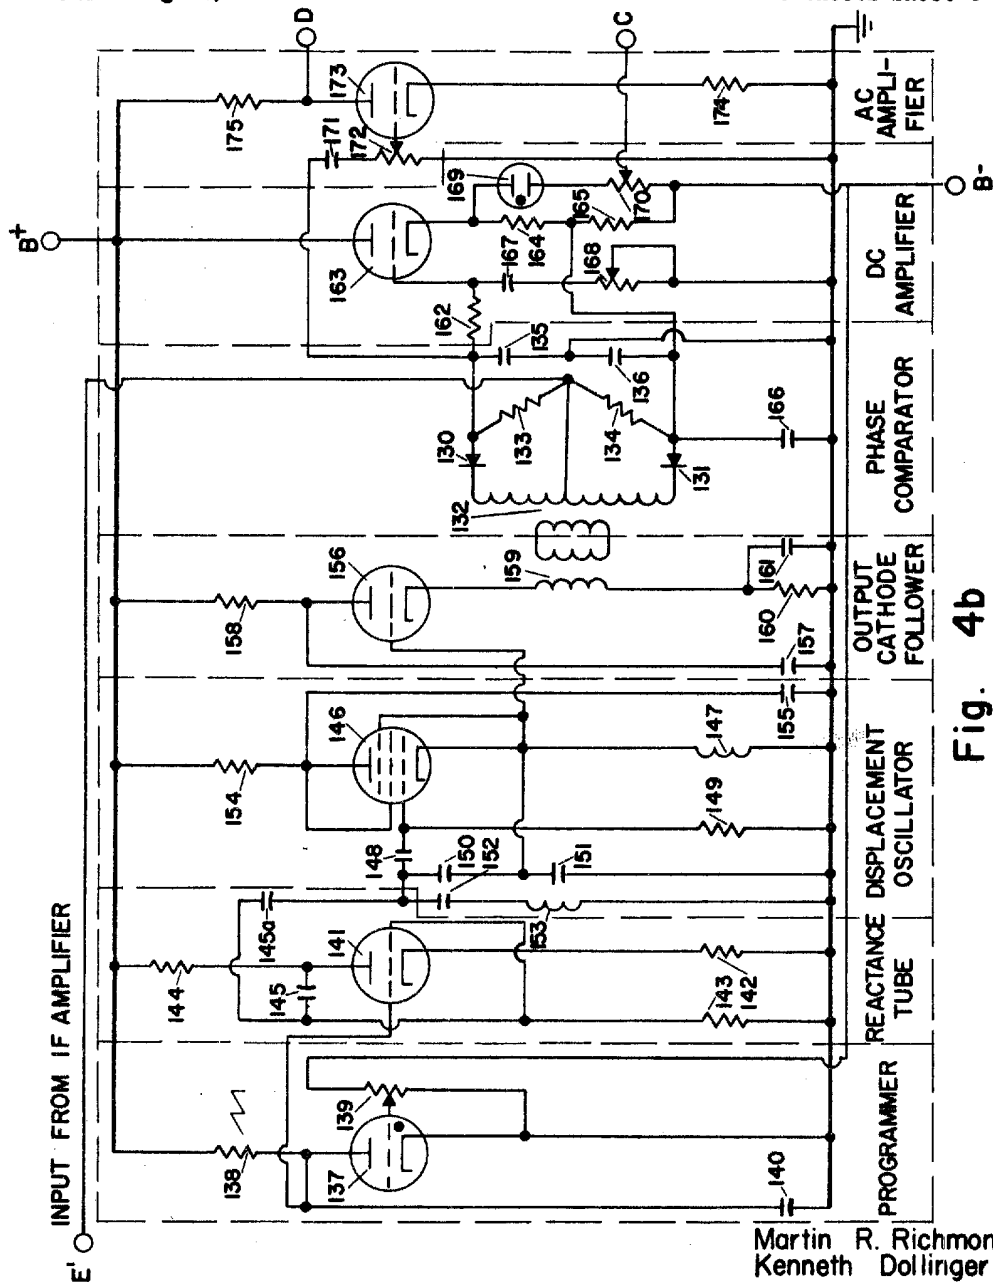 INPUT FROM IF AMPLIFIER
E'
B+
D
C
B-
138
137
139
140
PROGRAMMER
144
145
145a
141
143
142
REACTANCE
TUBE
154
146
148
150
152
151
153
149
147
155
DISPLACEMENT
OSCILLATOR
158
156
159
160
161
157
OUTPUT
CATHODE
FOLLOWER
132
130
133
134
131
135
136
166
PHASE
COMPARATOR
162
163
167
164
168
165
169
170
DC
AMPLIFIER
175
171
172
173
174
AC
AMPLI-
FIER
Fig. 4b
Martin R. Richmon
Kenneth Dollinger